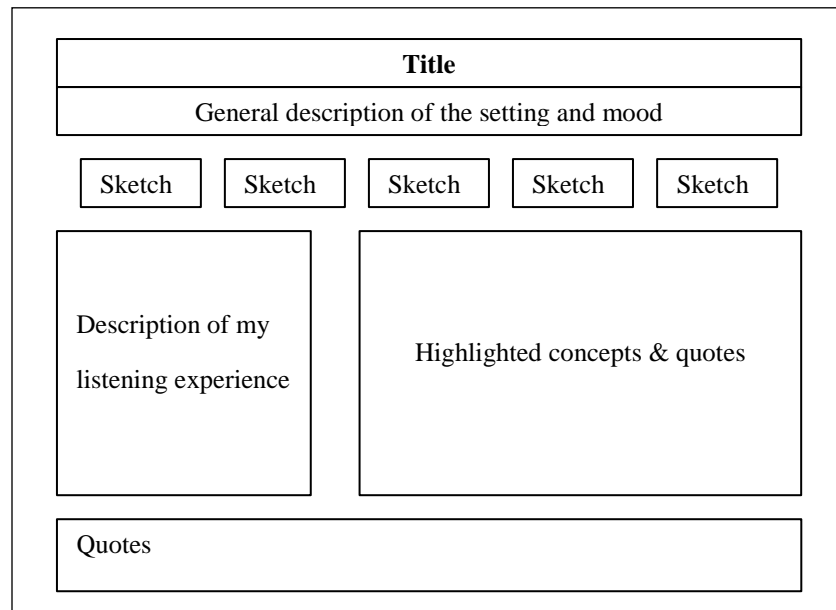 Title
General description of the setting and mood
Sketch
Sketch
Sketch
Sketch
Sketch
Description of my
listening experience
Highlighted concepts & quotes
Quotes